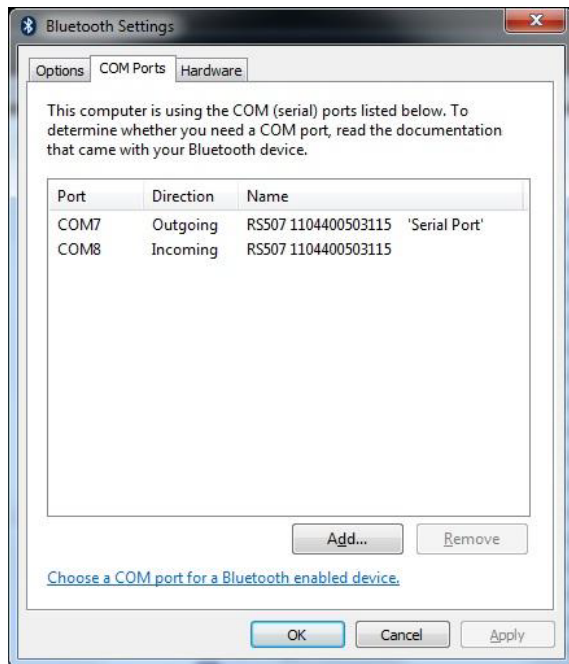 Bluetooth Settings
Options COM Ports Hardware
This computer is using the COM (serial) ports listed below. To
determine whether you need a COM port, read the documentation
that came with your Bluetooth device.
Port Direction Name
COM7 Outgoing RS507 1104400503115 'Serial Port'
COM8 Incoming RS507 1104400503115
Add... Remove
Choose a COM port for a Bluetooth enabled device.
OK Cancel Apply